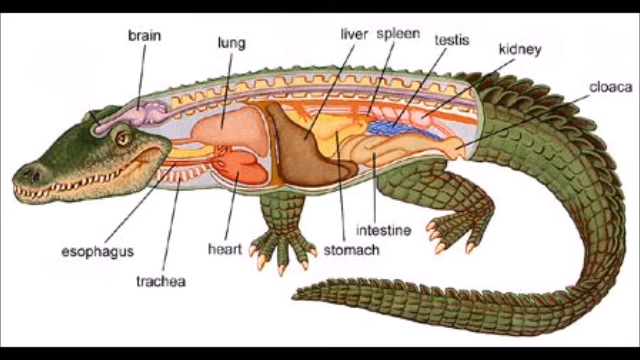 brain
lung
liver
spleen
testis
kidney
cloaca
esophagus
trachea
heart
stomach
intestine